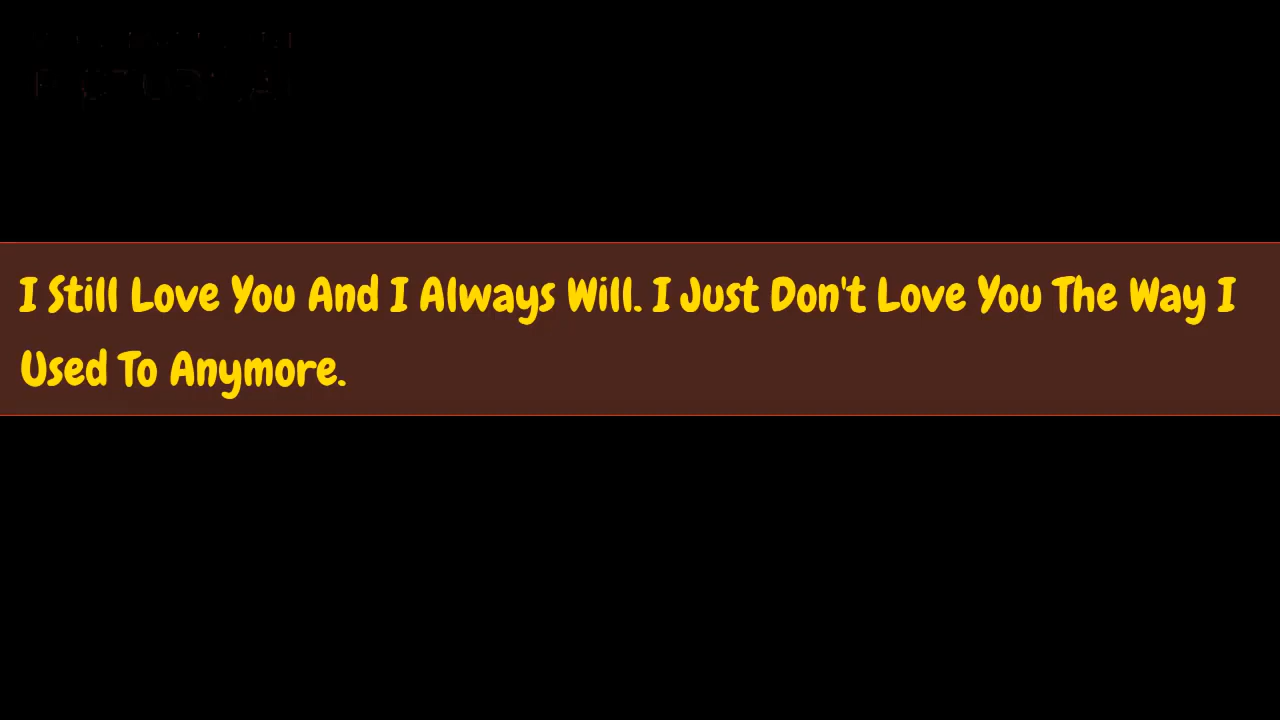 I Still Love You And I Always Will. I Just Don't Love You The Way I
Used To Anymore.